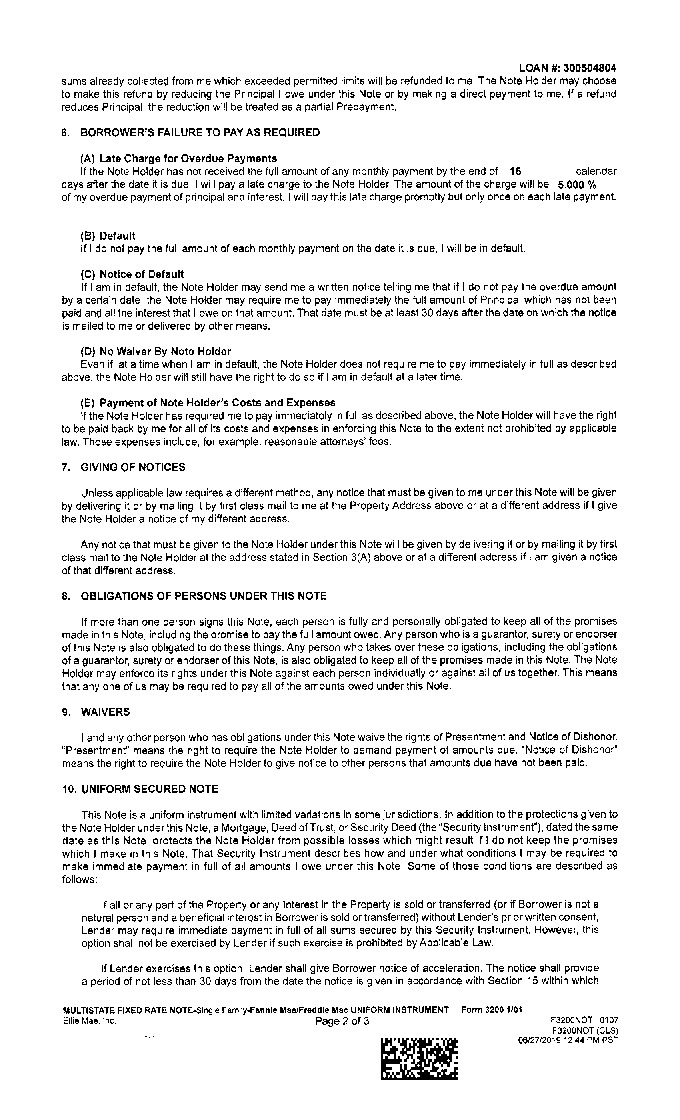 LOAN #: 300504804
sums already collected from me which exceeded permitted limits will be refunded to me. The Note Holder may choose
to make this refund by reducing the Principal I owe under this Note or by making a direct payment to me. If a refund
reduces Principal, the reduction will be treated as a partial Prepayment.
6. BORROWER'S FAILURE TO PAY AS REQUIRED
(A) Late Charge for Overdue Payments
If the Note Holder has not received the full amount of any monthly payment by the end of 15 calendar
days after the date it is due, I will pay a late charge to the Note Holder. The amount of the charge will be 5.000 %
of my overdue payment of principal and interest. I will pay this late charge promptly but only once on each late payment.
(B) Default
If I do not pay the full amount of each monthly payment on the date it is due, I will be in default.
(C) Notice of Default
If I am in default, the Note Holder may send me a written notice telling me that if I do not pay the overdue amount
by a certain date, the Note Holder may require me to pay immediately the full amount of Principal which has not been
paid and all the interest that I owe on that amount. That date must be at least 30 days after the date on which the notice
is mailed to me or delivered by other means.
(D) No Waiver By Note Holder
Even if, at a time when I am in default, the Note Holder does not require me to pay immediately in full as described
above, the Note Holder will still have the right to do so if I am in default at a later time.
(E) Payment of Note Holder's Costs and Expenses
If the Note Holder has required me to pay immediately in full as described above, the Note Holder will have the right
to be paid back by me for all of its costs and expenses in enforcing this Note to the extent not prohibited by applicable
law. Those expenses include, for example, reasonable attorneys' fees.
7. GIVING OF NOTICES
Unless applicable law requires a different method, any notice that must be given to me under this Note will be given
by delivering it or by mailing it by first class mail to me at the Property Address above or at a different address if I give
the Note Holder a notice of my different address.
Any notice that must be given to the Note Holder under this Note will be given by delivering it or by mailing it by first
class mail to the Note Holder at the address stated in Section 3(A) above or at a different address if I am given a notice
of that different address.
8. OBLIGATIONS OF PERSONS UNDER THIS NOTE
If more than one person signs this Note, each person is fully and personally obligated to keep all of the promises
made in this Note, including the promise to pay the full amount owed. Any person who is a guarantor, surety or endorser
of this Note is also obligated to do these things. Any person who takes over these obligations, including the obligations
of a guarantor, surety or endorser of this Note, is also obligated to keep all of the promises made in this Note. The Note
Holder may enforce its rights under this Note against each person individually or against all of us together. This means
that any one of us may be required to pay all of the amounts owed under this Note.
9. WAIVERS
I and any other person who has obligations under this Note waive the rights of Presentment and Notice of Dishonor.
"Presentment" means the right to require the Note Holder to demand payment of amounts due. "Notice of Dishonor"
means the right to require the Note Holder to give notice to other persons that amounts due have not been paid.
10. UNIFORM SECURED NOTE
This Note is a uniform instrument with limited variations in some jurisdictions. In addition to the protections given to
the Note Holder under this Note, a Mortgage, Deed of Trust, or Security Deed (the "Security Instrument"), dated the same
date as this Note, protects the Note Holder from possible losses which might result if I do not keep the promises
which I make in this Note. That Security Instrument describes how and under what conditions I may be required to
make immediate payment in full of all amounts I owe under this Note. Some of those conditions are described as
follows:
If all or any part of the Property or any Interest in the Property is sold or transferred (or if Borrower is not a
natural person and a beneficial interest in Borrower is sold or transferred) without Lender's prior written consent,
Lender may require immediate payment in full of all sums secured by this Security Instrument. However, this
option shall not be exercised by Lender if such exercise is prohibited by Applicable Law.
If Lender exercises this option, Lender shall give Borrower notice of acceleration. The notice shall provide
a period of not less than 30 days from the date the notice is given in accordance with Section 15 within which
MULTISTATE FIXED RATE NOTE-Single Family-Fannie Mae/Freddie Mac UNIFORM INSTRUMENT Form 3200 1/01
Ellie Mae, Inc. Page 2 of 3 F3200NOT 0107
F3200NOT (CLS)
06/27/2019 12:44 PM PST